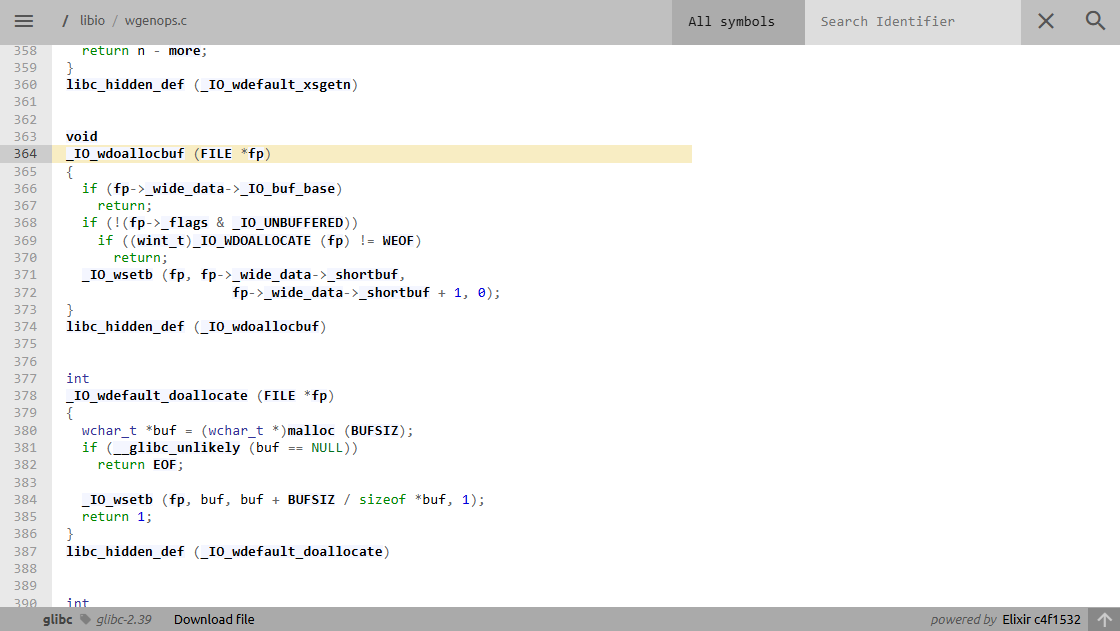 / libio / wgenops.c All symbols Search Identifier
358 return n - more;
359 }
360 libc_hidden_def (_IO_wdefault_xsgetn)
361
362
363 void
364 _IO_wdoallocbuf (FILE *fp)
365 {
366 if (fp->_wide_data->_IO_buf_base)
367 return;
368 if (!(fp->_flags & _IO_UNBUFFERED))
369 if ((wint_t)_IO_WDOALLOCATE (fp) != WEOF)
370 return;
371 _IO_wsetb (fp, fp->_wide_data->_shortbuf,
372 fp->_wide_data->_shortbuf + 1, 0);
373 }
374 libc_hidden_def (_IO_wdoallocbuf)
375
376
377 int
378 _IO_wdefault_doallocate (FILE *fp)
379 {
380 wchar_t *buf = (wchar_t *)malloc (BUFSIZ);
381 if (__glibc_unlikely (buf == NULL))
382 return EOF;
383
384 _IO_wsetb (fp, buf, buf + BUFSIZ / sizeof *buf, 1);
385 return 1;
386 }
387 libc_hidden_def (_IO_wdefault_doallocate)
388
389
390 int
glibc glibc-2.39 Download file powered by Elixir c4f1532